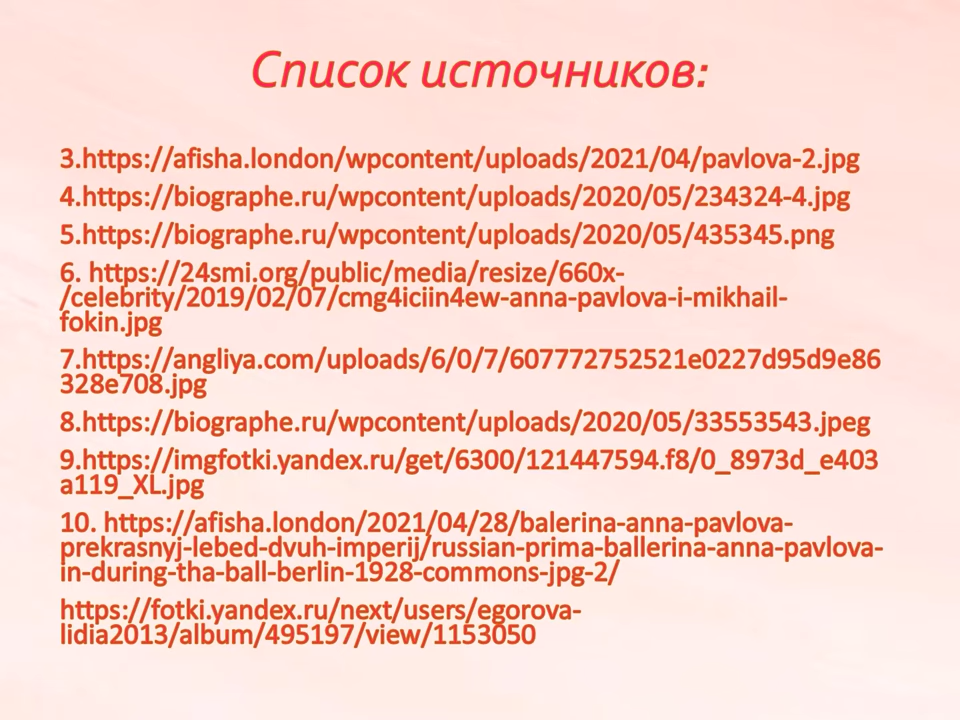 Список источников:
3.https://afisha.london/wpcontent/uploads/2021/04/pavlova-2.jpg
4.https://biographe.ru/wpcontent/uploads/2020/05/234324-4.jpg
5.https://biographe.ru/wpcontent/uploads/2020/05/435345.png
6. https://24smi.org/public/media/resize/660x-
/celebrity/2019/02/07/cmg4iciin4ew-anna-pavlova-i-mikhail-
fokin.jpg
7.https://angliya.com/uploads/6/0/7/607772752521e0227d95d9e86
328e708.jpg
8.https://biographe.ru/wpcontent/uploads/2020/05/33553543.jpeg
9.https://imgfotki.yandex.ru/get/6300/121447594.f8/0_8973d_e403
a119_XL.jpg
10. https://afisha.london/2021/04/28/balerina-anna-pavlova-
prekrasnyj-lebed-dvuh-imperij/russian-prima-ballerina-anna-pavlova-
in-during-tha-ball-berlin-1928-commons-jpg-2/
https://fotki.yandex.ru/next/users/egorova-
lidia2013/album/495197/view/1153050